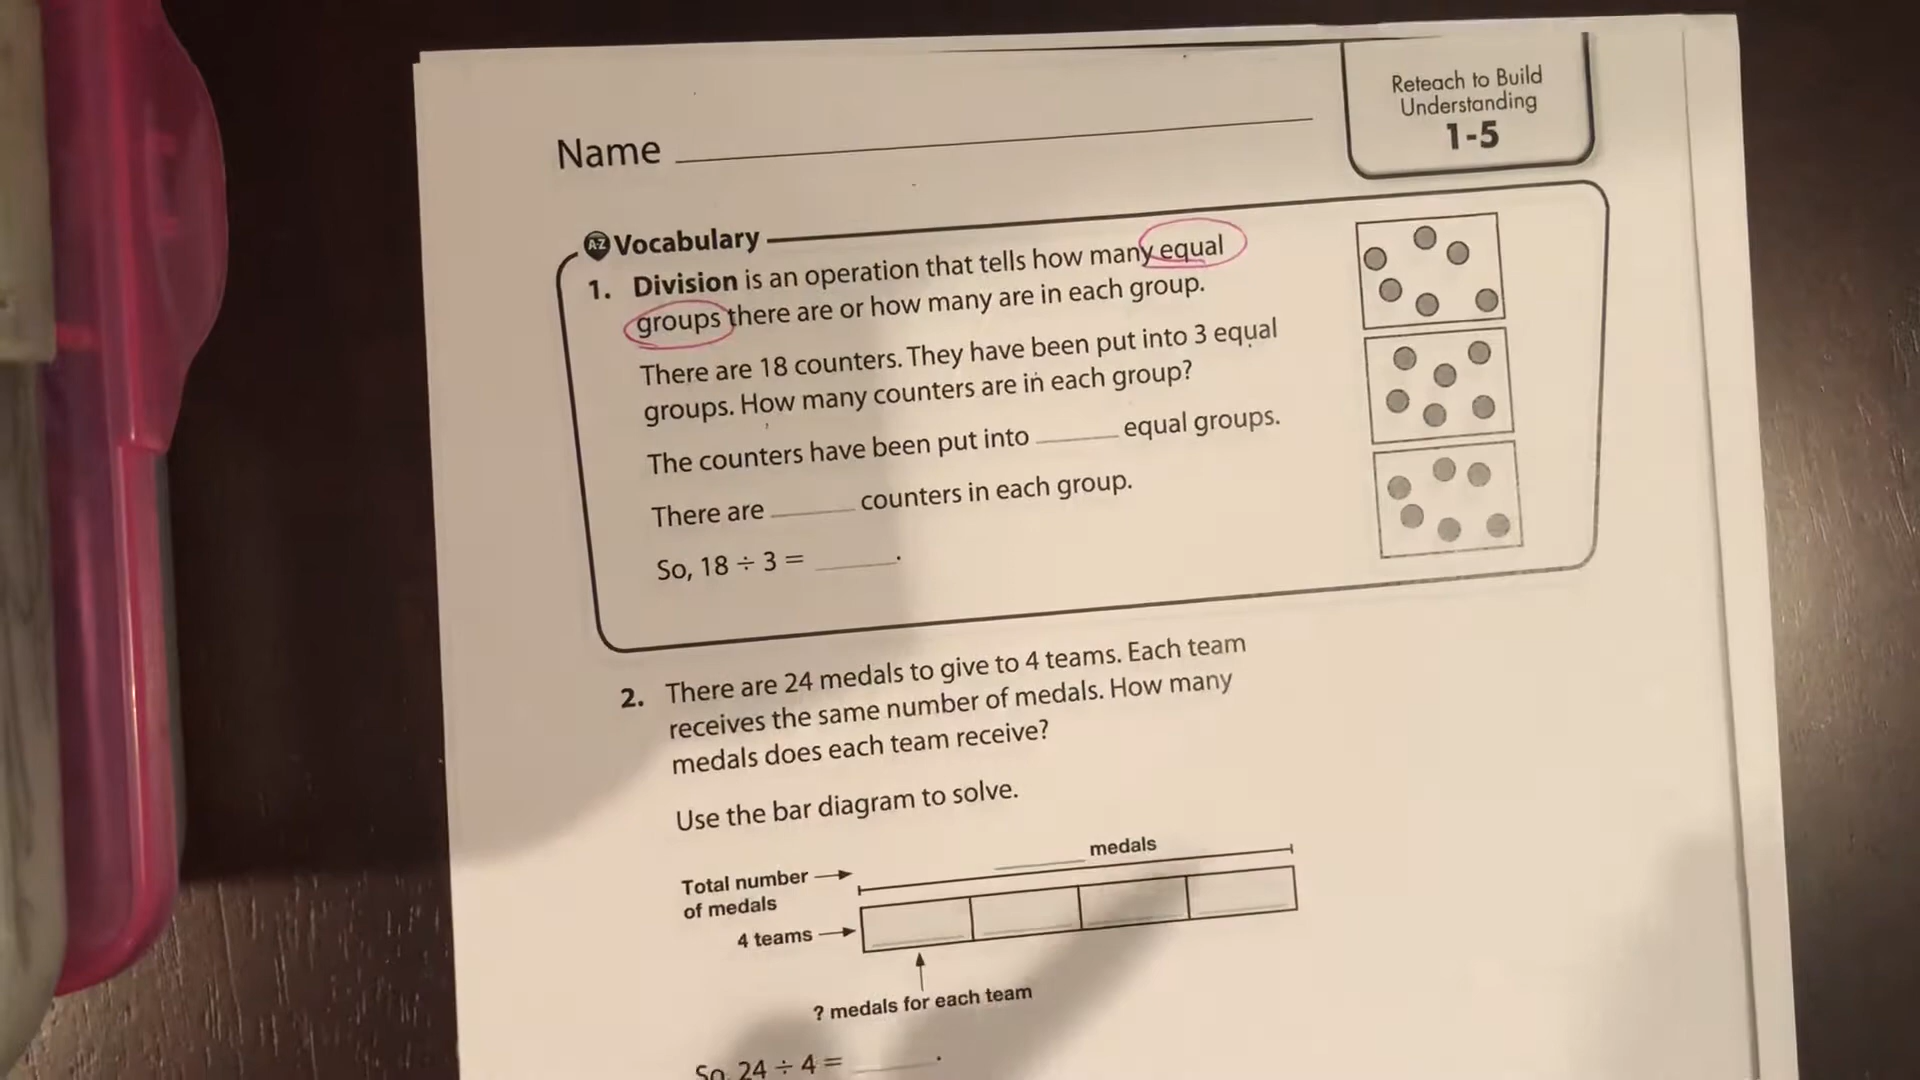 Reteach to Build
Understanding
1-5
Name
A-Z Vocabulary
1. Division is an operation that tells how many equal
groups there are or how many are in each group.
There are 18 counters. They have been put into 3 equal
groups. How many counters are in each group?
The counters have been put into ______ equal groups.
There are ______ counters in each group.
So, 18 ÷ 3 = ______.
2. There are 24 medals to give to 4 teams. Each team
receives the same number of medals. How many
medals does each team receive?
Use the bar diagram to solve.
______ medals
Total number
of medals
4 teams
? medals for each team
So, 24 ÷ 4 = ______.